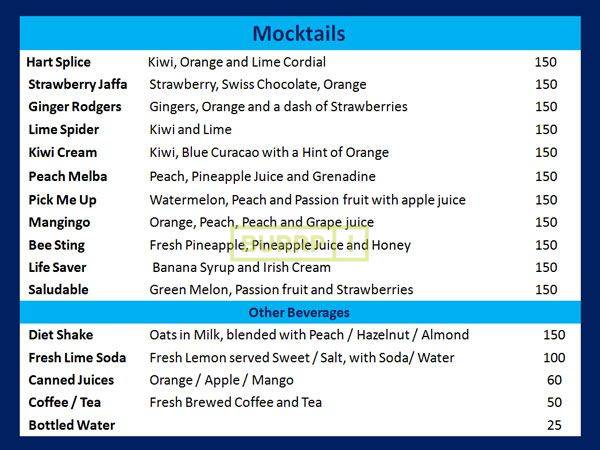 Mocktails
Hart Splice Kiwi, Orange and Lime Cordial 150
Strawberry Jaffa Strawberry, Swiss Chocolate, Orange 150
Ginger Rodgers Gingers, Orange and a dash of Strawberries 150
Lime Spider Kiwi and Lime 150
Kiwi Cream Kiwi, Blue Curacao with a Hint of Orange 150
Peach Melba Peach, Pineapple Juice and Grenadine 150
Pick Me Up Watermelon, Peach and Passion fruit with apple juice 150
Mangingo Orange, Peach, Peach and Grape juice 150
Bee Sting Fresh Pineapple, Pineapple Juice and Honey 150
Life Saver Banana Syrup and Irish Cream 150
Saludable Green Melon, Passion fruit and Strawberries 150
Other Beverages
Diet Shake Oats in Milk, blended with Peach / Hazelnut / Almond 150
Fresh Lime Soda Fresh Lemon served Sweet / Salt, with Soda/ Water 100
Canned Juices Orange / Apple / Mango 60
Coffee / Tea Fresh Brewed Coffee and Tea 50
Bottled Water 25